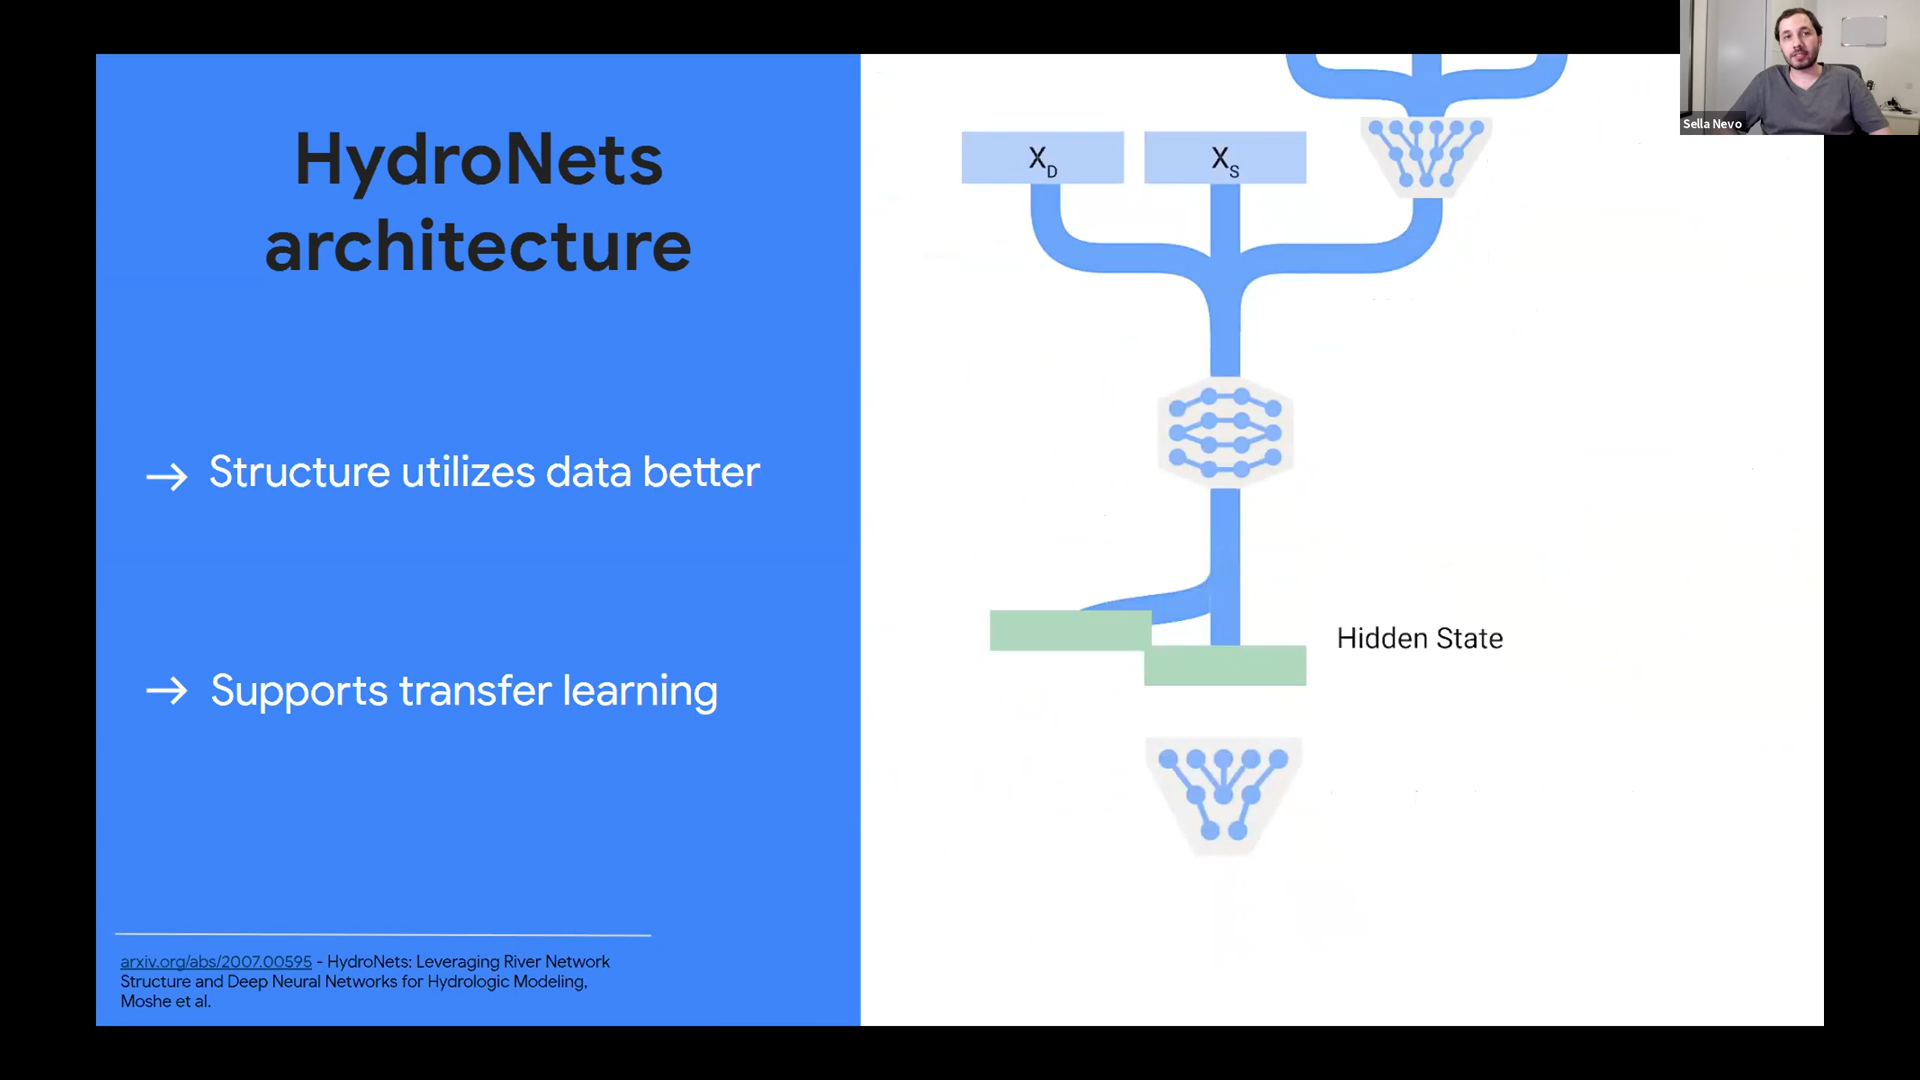 HydroNets
architecture
→ Structure utilizes data better
→ Supports transfer learning
arxiv.org/abs/2007.00595 - HydroNets: Leveraging River Network
Structure and Deep Neural Networks for Hydrologic Modeling,
Moshe et al.
XD
XS
Hidden State
Sella Nevo